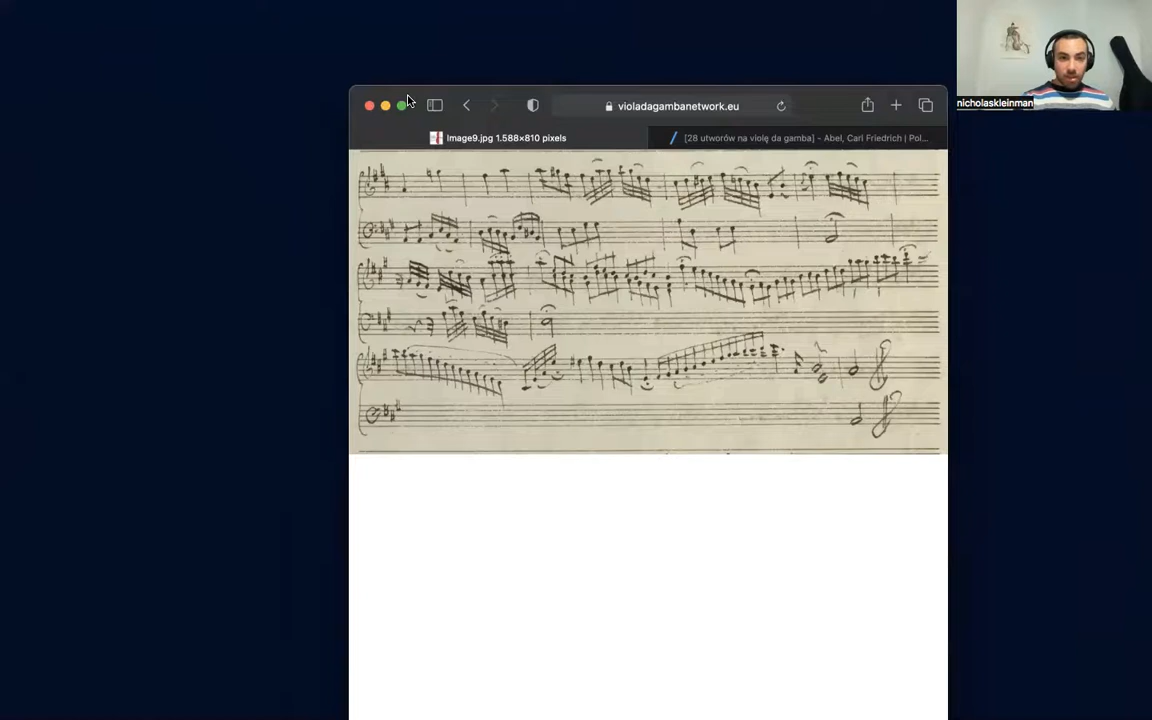 violadagambanetwork.eu
Image9.jpg 1.588×810 pixels
[28 utworów na violę da gamba] – Abel, Carl Friedrich | Pol...
nicholaskleinman